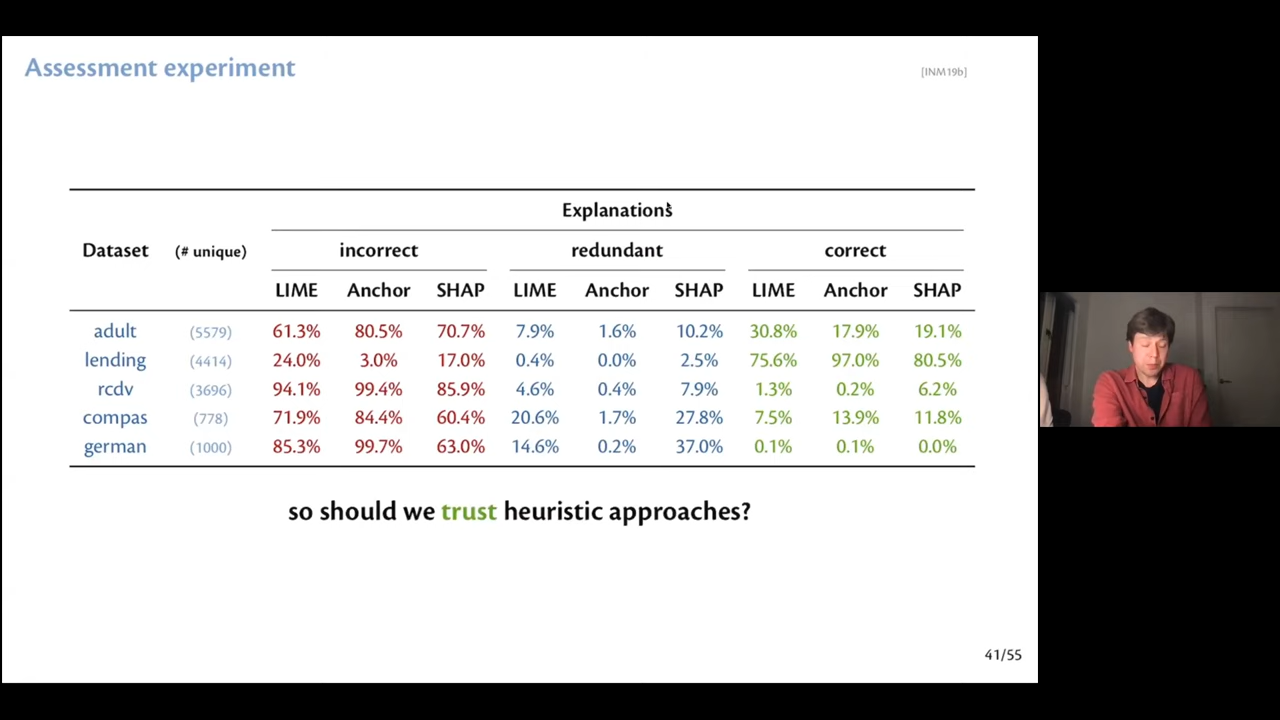 Assessment experiment
[INM19b]
Explanations
Dataset (# unique) incorrect redundant correct
LIME Anchor SHAP LIME Anchor SHAP LIME Anchor SHAP
adult (5579) 61.3% 80.5% 70.7% 7.9% 1.6% 10.2% 30.8% 17.9% 19.1%
lending (4414) 24.0% 3.0% 17.0% 0.4% 0.0% 2.5% 75.6% 97.0% 80.5%
rcdv (3696) 94.1% 99.4% 85.9% 4.6% 0.4% 7.9% 1.3% 0.2% 6.2%
compas (778) 71.9% 84.4% 60.4% 20.6% 1.7% 27.8% 7.5% 13.9% 11.8%
german (1000) 85.3% 99.7% 63.0% 14.6% 0.2% 37.0% 0.1% 0.1% 0.0%
so should we trust heuristic approaches?
41/55